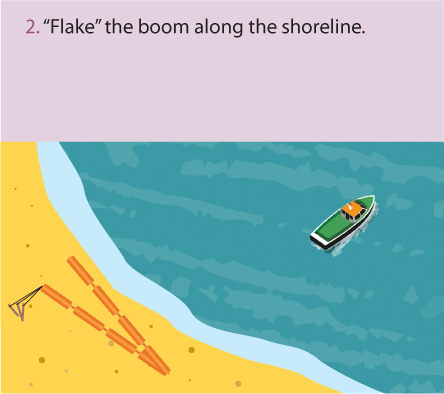 2. “Flake” the boom along the shoreline.